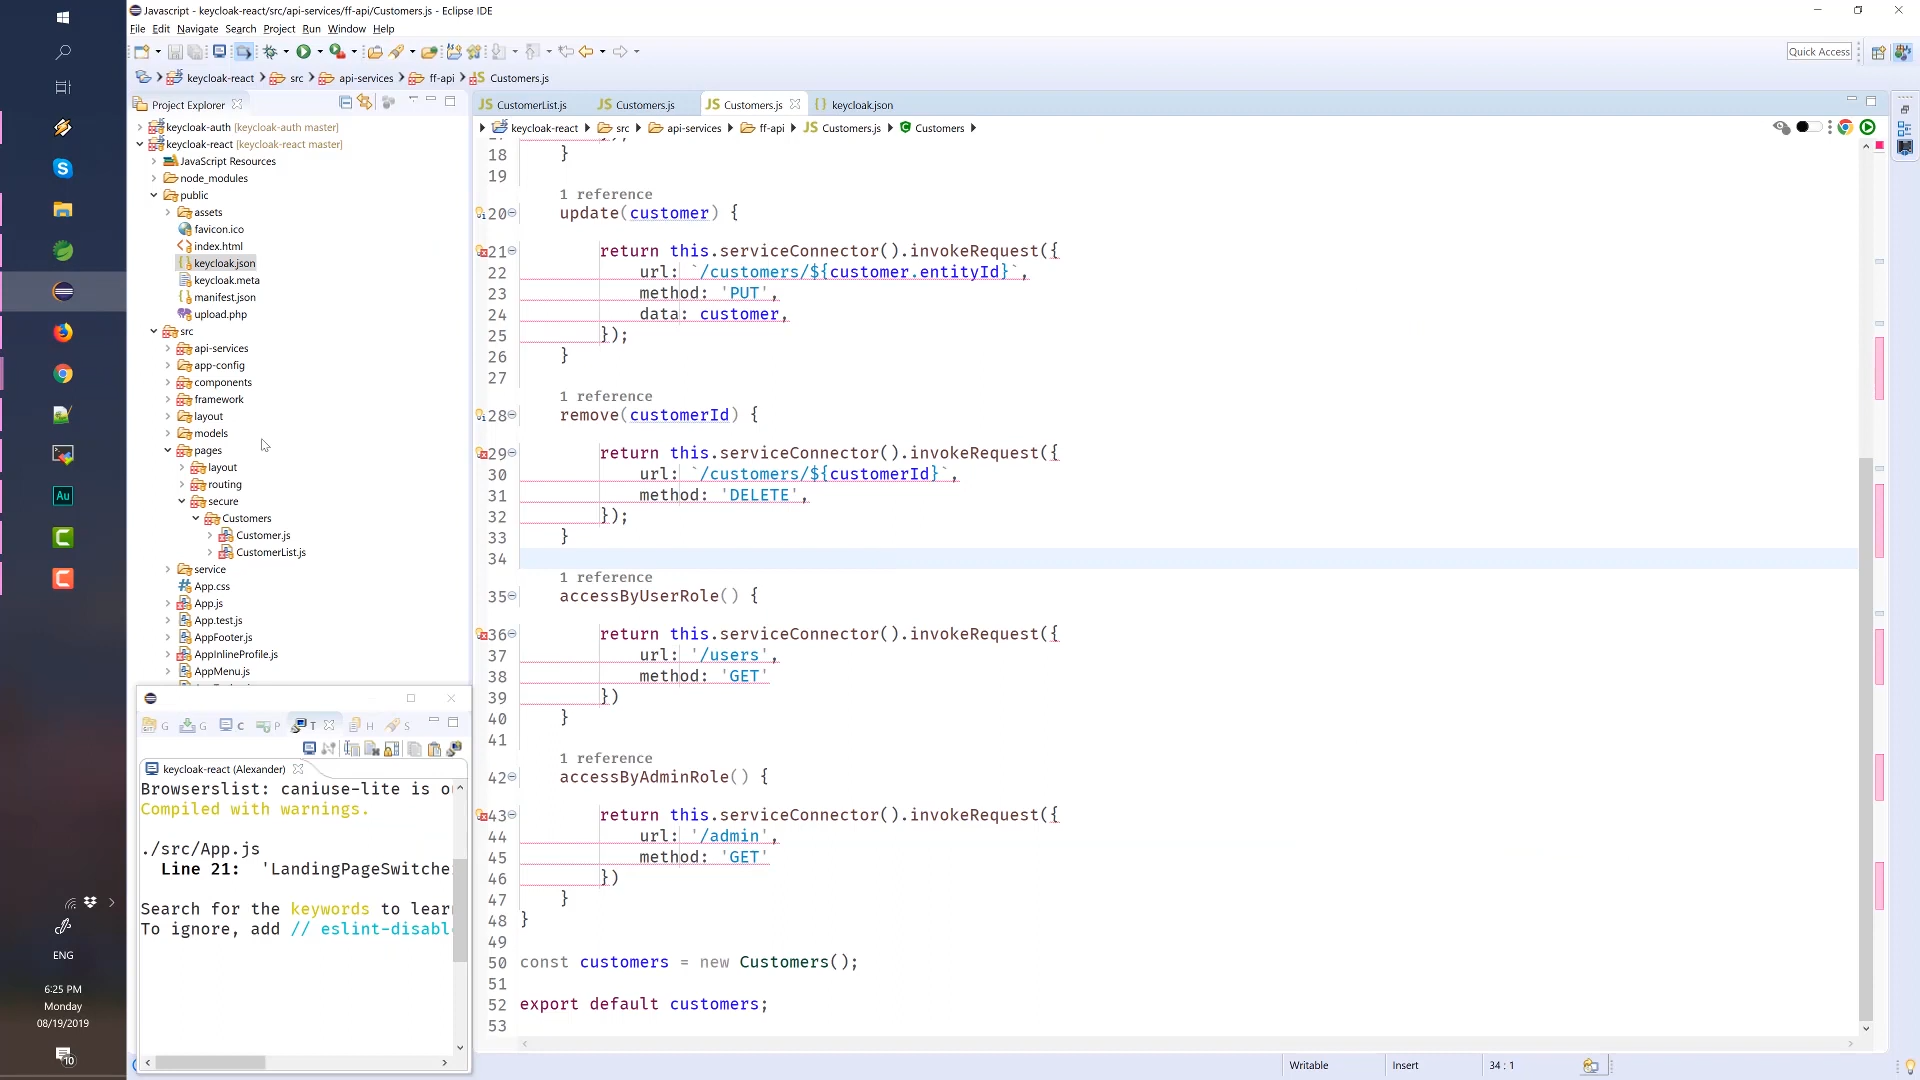 Javascript - keycloak-react/src/api-services/ff-api/Customers.js - Eclipse IDE
File Edit Navigate Search Project Run Window Help
Quick Access
keycloak-react src api-services ff-api Customers.js
Project Explorer
CustomerList.js Customers.js Customers.js keycloak.json
keycloak-react src api-services ff-api Customers.js Customers
keycloak-auth [keycloak-auth master]
keycloak-react [keycloak-react master]
JavaScript Resources
node_modules
public
assets
favicon.ico
index.html
keycloak.json
keycloak.meta
manifest.json
upload.php
src
api-services
app-config
components
framework
layout
models
pages
layout
routing
secure
Customers
Customer.js
CustomerList.js
service
App.css
App.js
App.test.js
AppFooter.js
AppInlineProfile.js
AppMenu.js
18 }
19
1 reference
20 update(customer) {
21 return this.serviceConnector().invokeRequest({
22 url: `/customers/${customer.entityId}`,
23 method: 'PUT',
24 data: customer,
25 });
26 }
27
1 reference
28 remove(customerId) {
29 return this.serviceConnector().invokeRequest({
30 url: `/customers/${customerId}`,
31 method: 'DELETE',
32 });
33 }
34
1 reference
35 accessByUserRole() {
36 return this.serviceConnector().invokeRequest({
37 url: '/users',
38 method: 'GET'
39 })
40 }
41
1 reference
42 accessByAdminRole() {
43 return this.serviceConnector().invokeRequest({
44 url: '/admin',
45 method: 'GET'
46 })
47 }
48 }
49
50 const customers = new Customers();
51
52 export default customers;
53
G G C P T H S
keycloak-react (Alexander)
Browserslist: caniuse-lite is o
Compiled with warnings.
./src/App.js
Line 21: 'LandingPageSwitche
Search for the keywords to lear
To ignore, add // eslint-disabl
Writable Insert 34 : 1
Au
ENG
6:25 PM
Monday
08/19/2019
10